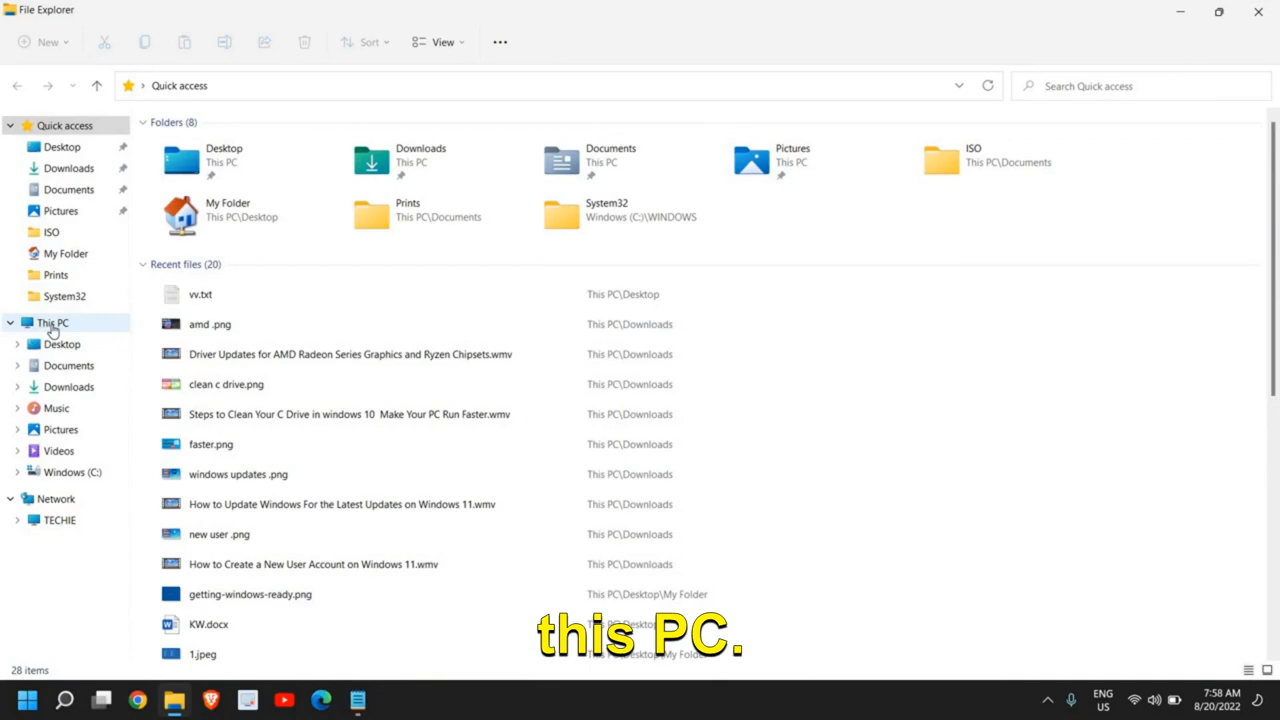 File Explorer
New
Sort
View
Quick access
Search Quick access
Quick access
Desktop
Downloads
Documents
Pictures
ISO
My Folder
Prints
System32
This PC
Desktop
Documents
Downloads
Music
Pictures
Videos
Windows (C:)
Network
TECHIE
Folders (8)
Desktop
This PC
Downloads
This PC
Documents
This PC
Pictures
This PC
ISO
This PC\Documents
My Folder
This PC\Desktop
Prints
This PC\Documents
System32
Windows (C:)\WINDOWS
Recent files (20)
vv.txt This PC\Desktop
amd .png This PC\Downloads
Driver Updates for AMD Radeon Series Graphics and Ryzen Chipsets.wmv This PC\Downloads
clean c drive.png This PC\Downloads
Steps to Clean Your C Drive in windows 10  Make Your PC Run Faster.wmv This PC\Downloads
faster.png This PC\Downloads
windows updates .png This PC\Downloads
How to Update Windows For the Latest Updates on Windows 11.wmv This PC\Downloads
new user .png This PC\Downloads
How to Create a New User Account on Windows 11.wmv This PC\Downloads
getting-windows-ready.png This PC\Desktop\My Folder
KW.docx
1.jpeg
this PC.
28 items
ENG
US
7:58 AM
8/20/2022